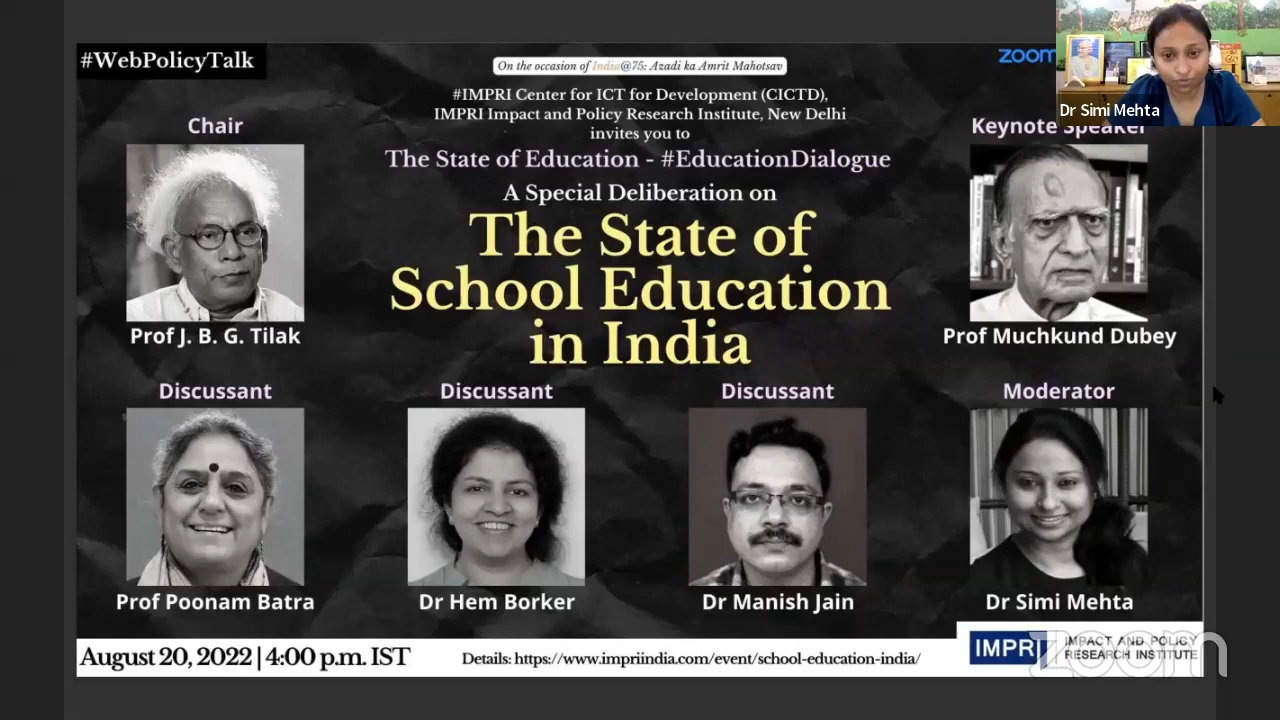 #WebPolicyTalk
On the occasion of India@75: Azadi ka Amrit Mahotsav
zoom
Dr Simi Mehta
#IMPRI Center for ICT for Development (CICTD),
IMPRI Impact and Policy Research Institute, New Delhi
invites you to
The State of Education - #EducationDialogue
A Special Deliberation on
The State of
School Education
in India
Chair
Prof J. B. G. Tilak
Keynote Speaker
Prof Muchkund Dubey
Discussant
Prof Poonam Batra
Discussant
Dr Hem Borker
Discussant
Dr Manish Jain
Moderator
Dr Simi Mehta
August 20, 2022 | 4:00 p.m. IST
Details: https://www.impriindia.com/event/school-education-india/
IMPRI
IMPACT AND POLICY
RESEARCH INSTITUTE
zoom